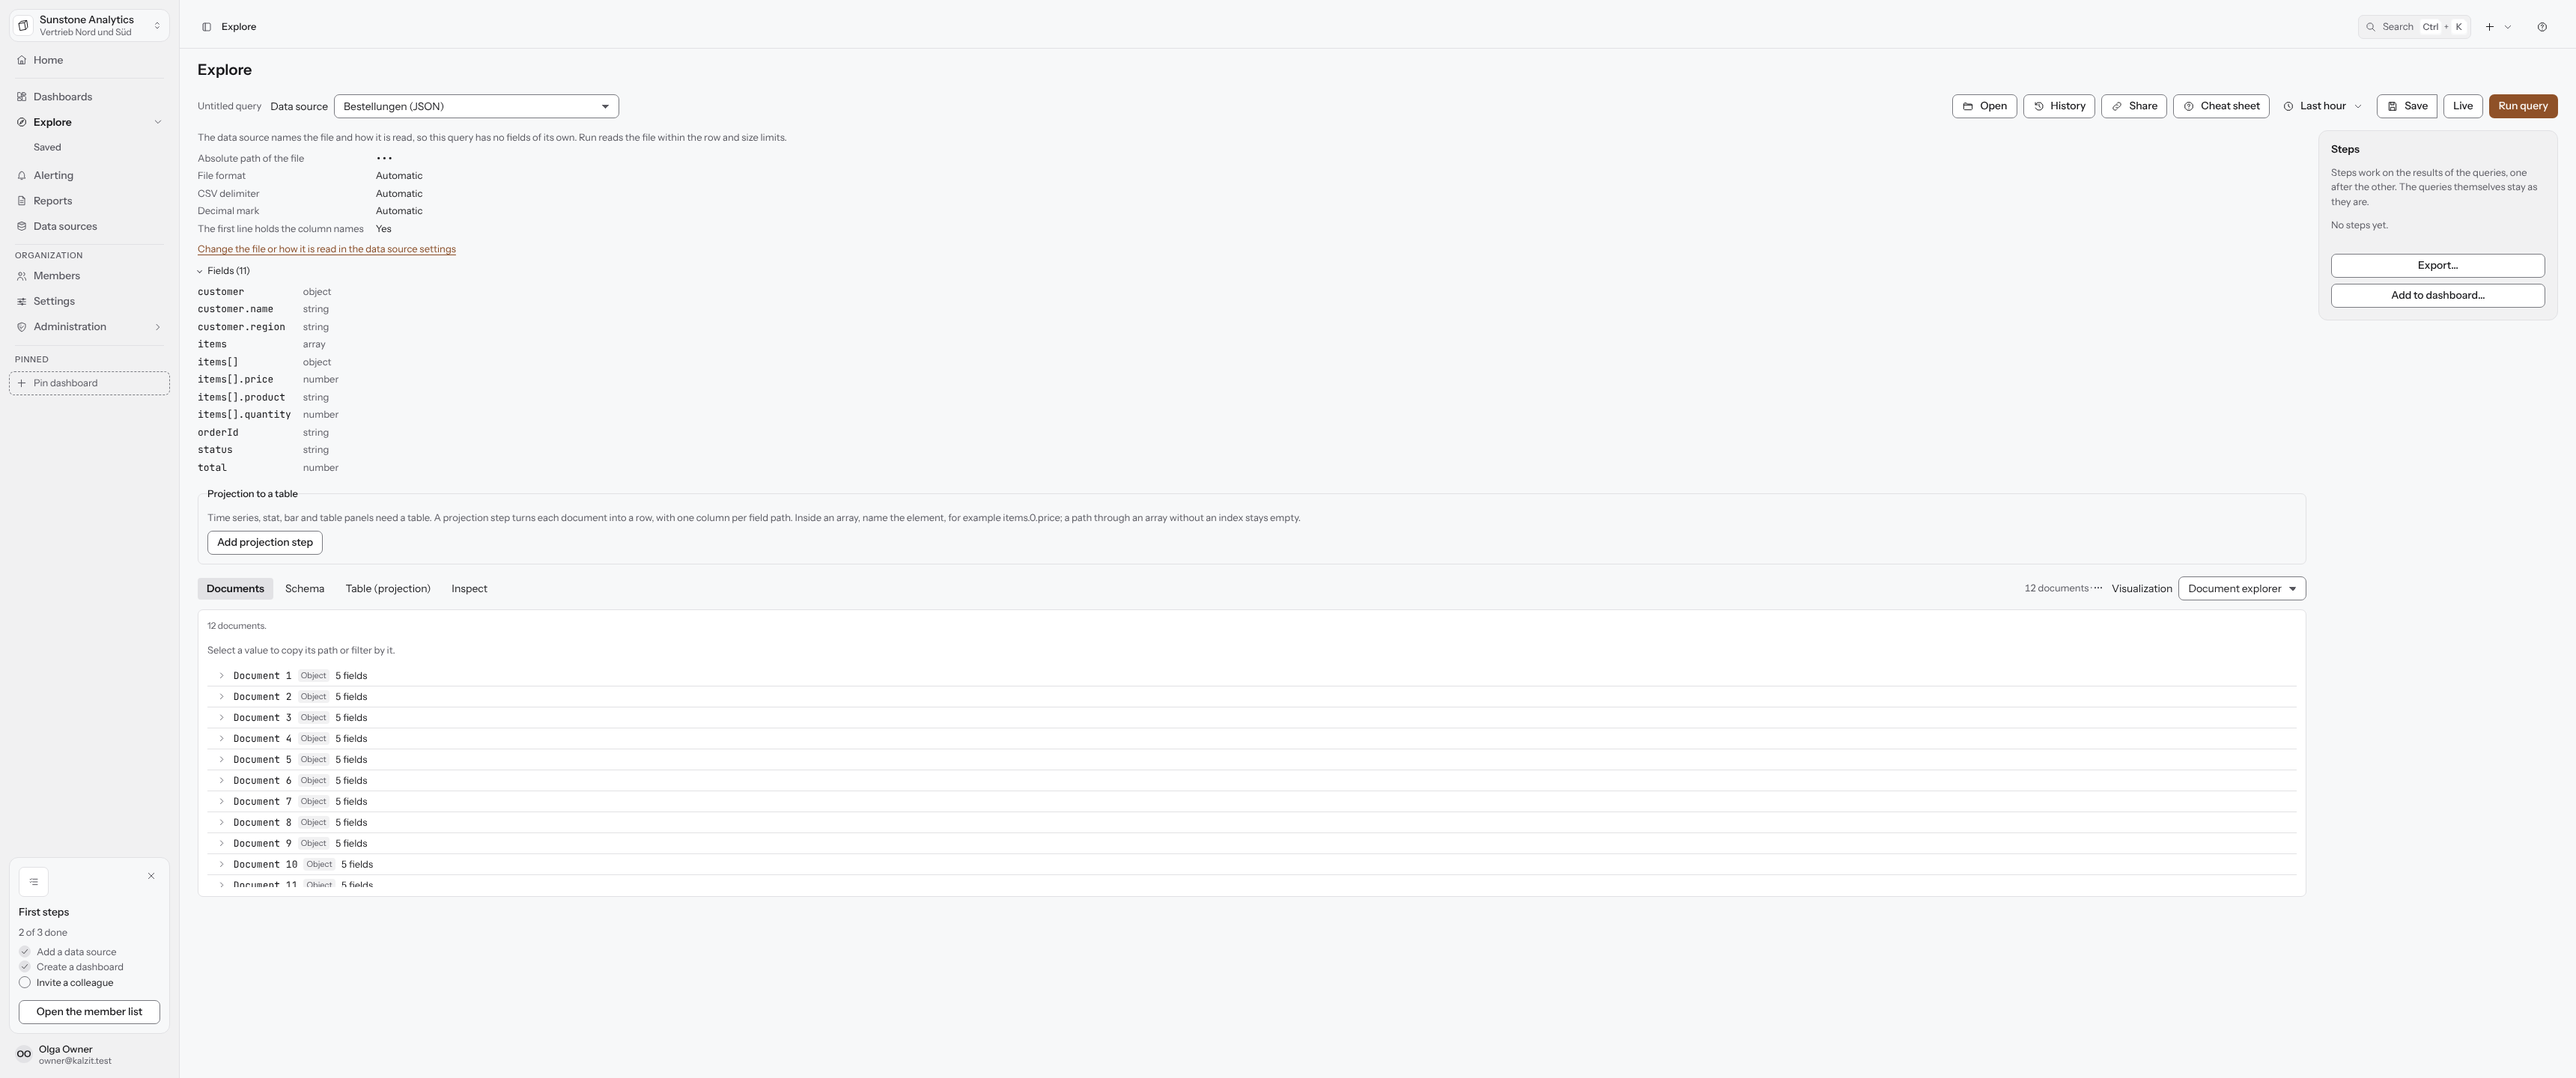 Sunstone Analytics
Vertrieb Nord und Süd
Home
Dashboards
Explore
Saved
Alerting
Reports
Data sources
ORGANIZATION
Members
Settings
Administration
PINNED
Pin dashboard
First steps
2 of 3 done
Add a data source
Create a dashboard
Invite a colleague
Open the member list
OO
Olga Owner
owner@kalzit.test
Explore
Search Ctrl + K
Explore
Untitled query Data source Bestellungen (JSON)
Open History Share Cheat sheet Last hour Save Live Run query
The data source names the file and how it is read, so this query has no fields of its own. Run reads the file within the row and size limits.
Absolute path of the file •••
File format Automatic
CSV delimiter Automatic
Decimal mark Automatic
The first line holds the column names Yes
Change the file or how it is read in the data source settings
Fields (11)
customer object
customer.name string
customer.region string
items array
items[] object
items[].price number
items[].product string
items[].quantity number
orderId string
status string
total number
Projection to a table
Time series, stat, bar and table panels need a table. A projection step turns each document into a row, with one column per field path. Inside an array, name the element, for example items.0.price; a path through an array without an index stays empty.
Add projection step
Documents Schema Table (projection) Inspect
12 documents · ••• Visualization Document explorer
12 documents.
Select a value to copy its path or filter by it.
Document 1 Object 5 fields
Document 2 Object 5 fields
Document 3 Object 5 fields
Document 4 Object 5 fields
Document 5 Object 5 fields
Document 6 Object 5 fields
Document 7 Object 5 fields
Document 8 Object 5 fields
Document 9 Object 5 fields
Document 10 Object 5 fields
Document 11 Object 5 fields
Steps
Steps work on the results of the queries, one
after the other. The queries themselves stay as
they are.
No steps yet.
Export...
Add to dashboard...